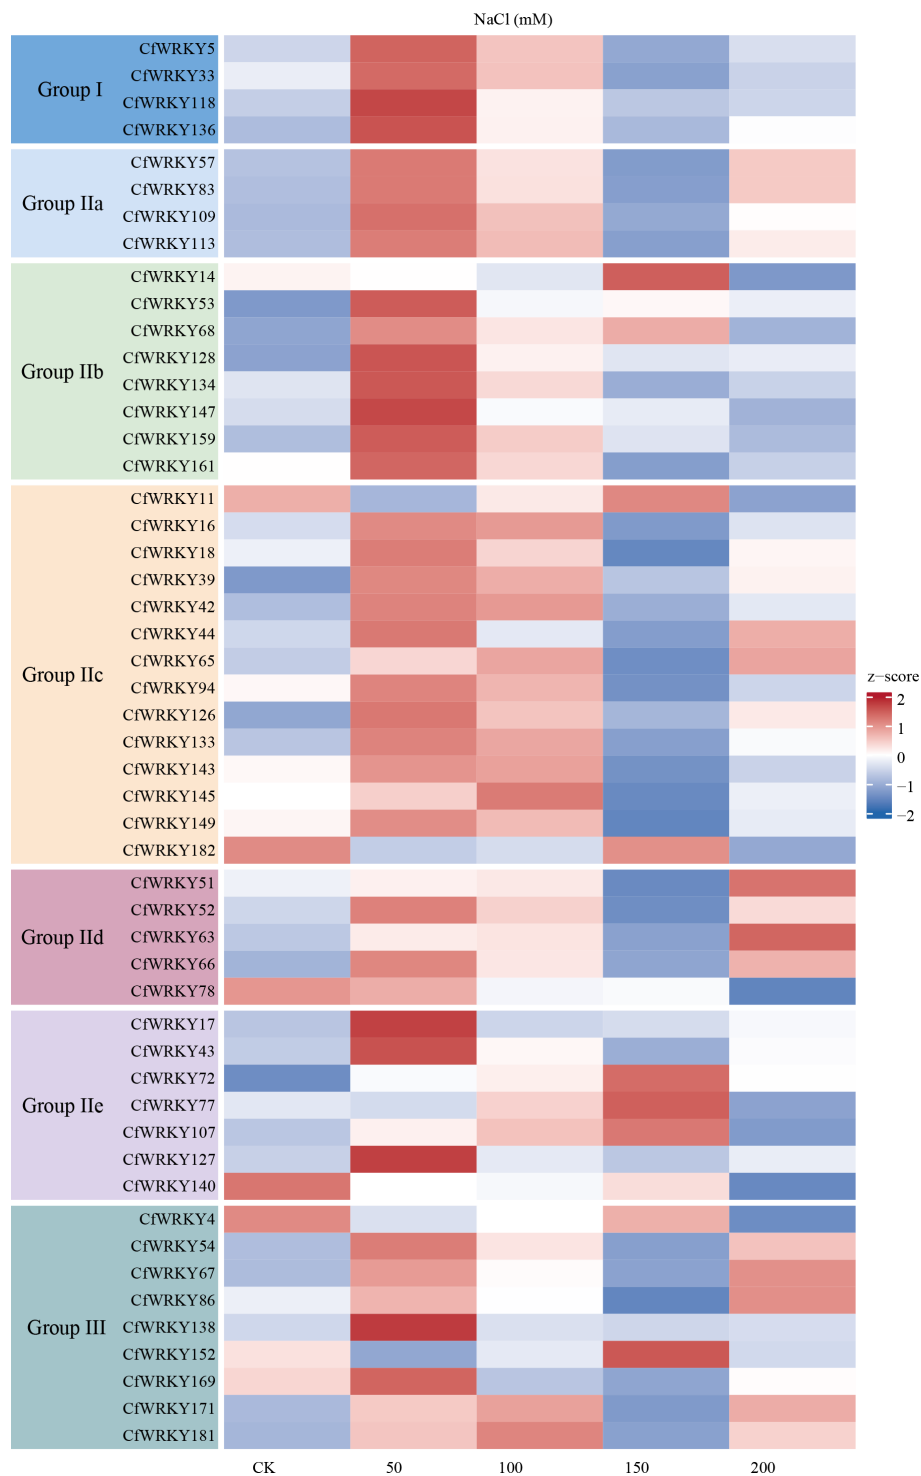 NaCl (mM)
Group I
CfWRKY5
CfWRKY33
CfWRKY118
CfWRKY136
Group IIa
CfWRKY57
CfWRKY83
CfWRKY109
CfWRKY113
Group IIb
CfWRKY14
CfWRKY53
CfWRKY68
CfWRKY128
CfWRKY134
CfWRKY147
CfWRKY159
CfWRKY161
Group IIc
CfWRKY11
CfWRKY16
CfWRKY18
CfWRKY39
CfWRKY42
CfWRKY44
CfWRKY65
CfWRKY94
CfWRKY126
CfWRKY133
CfWRKY143
CfWRKY145
CfWRKY149
CfWRKY182
Group IId
CfWRKY51
CfWRKY52
CfWRKY63
CfWRKY66
CfWRKY78
Group IIe
CfWRKY17
CfWRKY43
CfWRKY72
CfWRKY77
CfWRKY107
CfWRKY127
CfWRKY140
Group III
CfWRKY4
CfWRKY54
CfWRKY67
CfWRKY86
CfWRKY138
CfWRKY152
CfWRKY169
CfWRKY171
CfWRKY181
CK 50 100 150 200
z−score
2
1
0
−1
−2